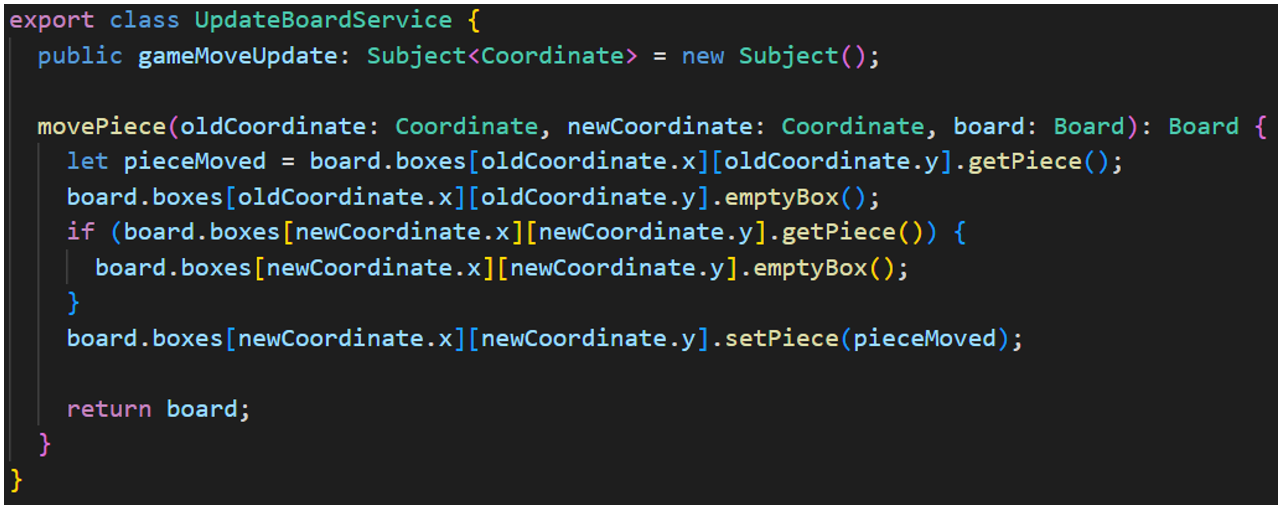 export class UpdateBoardService {
  public gameMoveUpdate: Subject<Coordinate> = new Subject();

  movePiece(oldCoordinate: Coordinate, newCoordinate: Coordinate, board: Board): Board {
    let pieceMoved = board.boxes[oldCoordinate.x][oldCoordinate.y].getPiece();
    board.boxes[oldCoordinate.x][oldCoordinate.y].emptyBox();
    if (board.boxes[newCoordinate.x][newCoordinate.y].getPiece()) {
      board.boxes[newCoordinate.x][newCoordinate.y].emptyBox();
    }
    board.boxes[newCoordinate.x][newCoordinate.y].setPiece(pieceMoved);

    return board;
  }
}